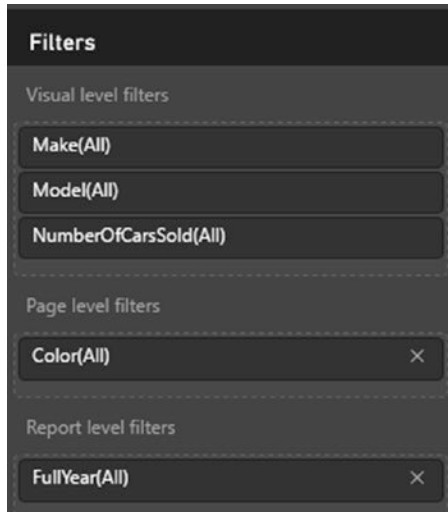 Filters
Visual level filters
Make(All)
Model(All)
NumberOfCarsSold(All)
Page level filters
Color(All)
Report level filters
FullYear(All)